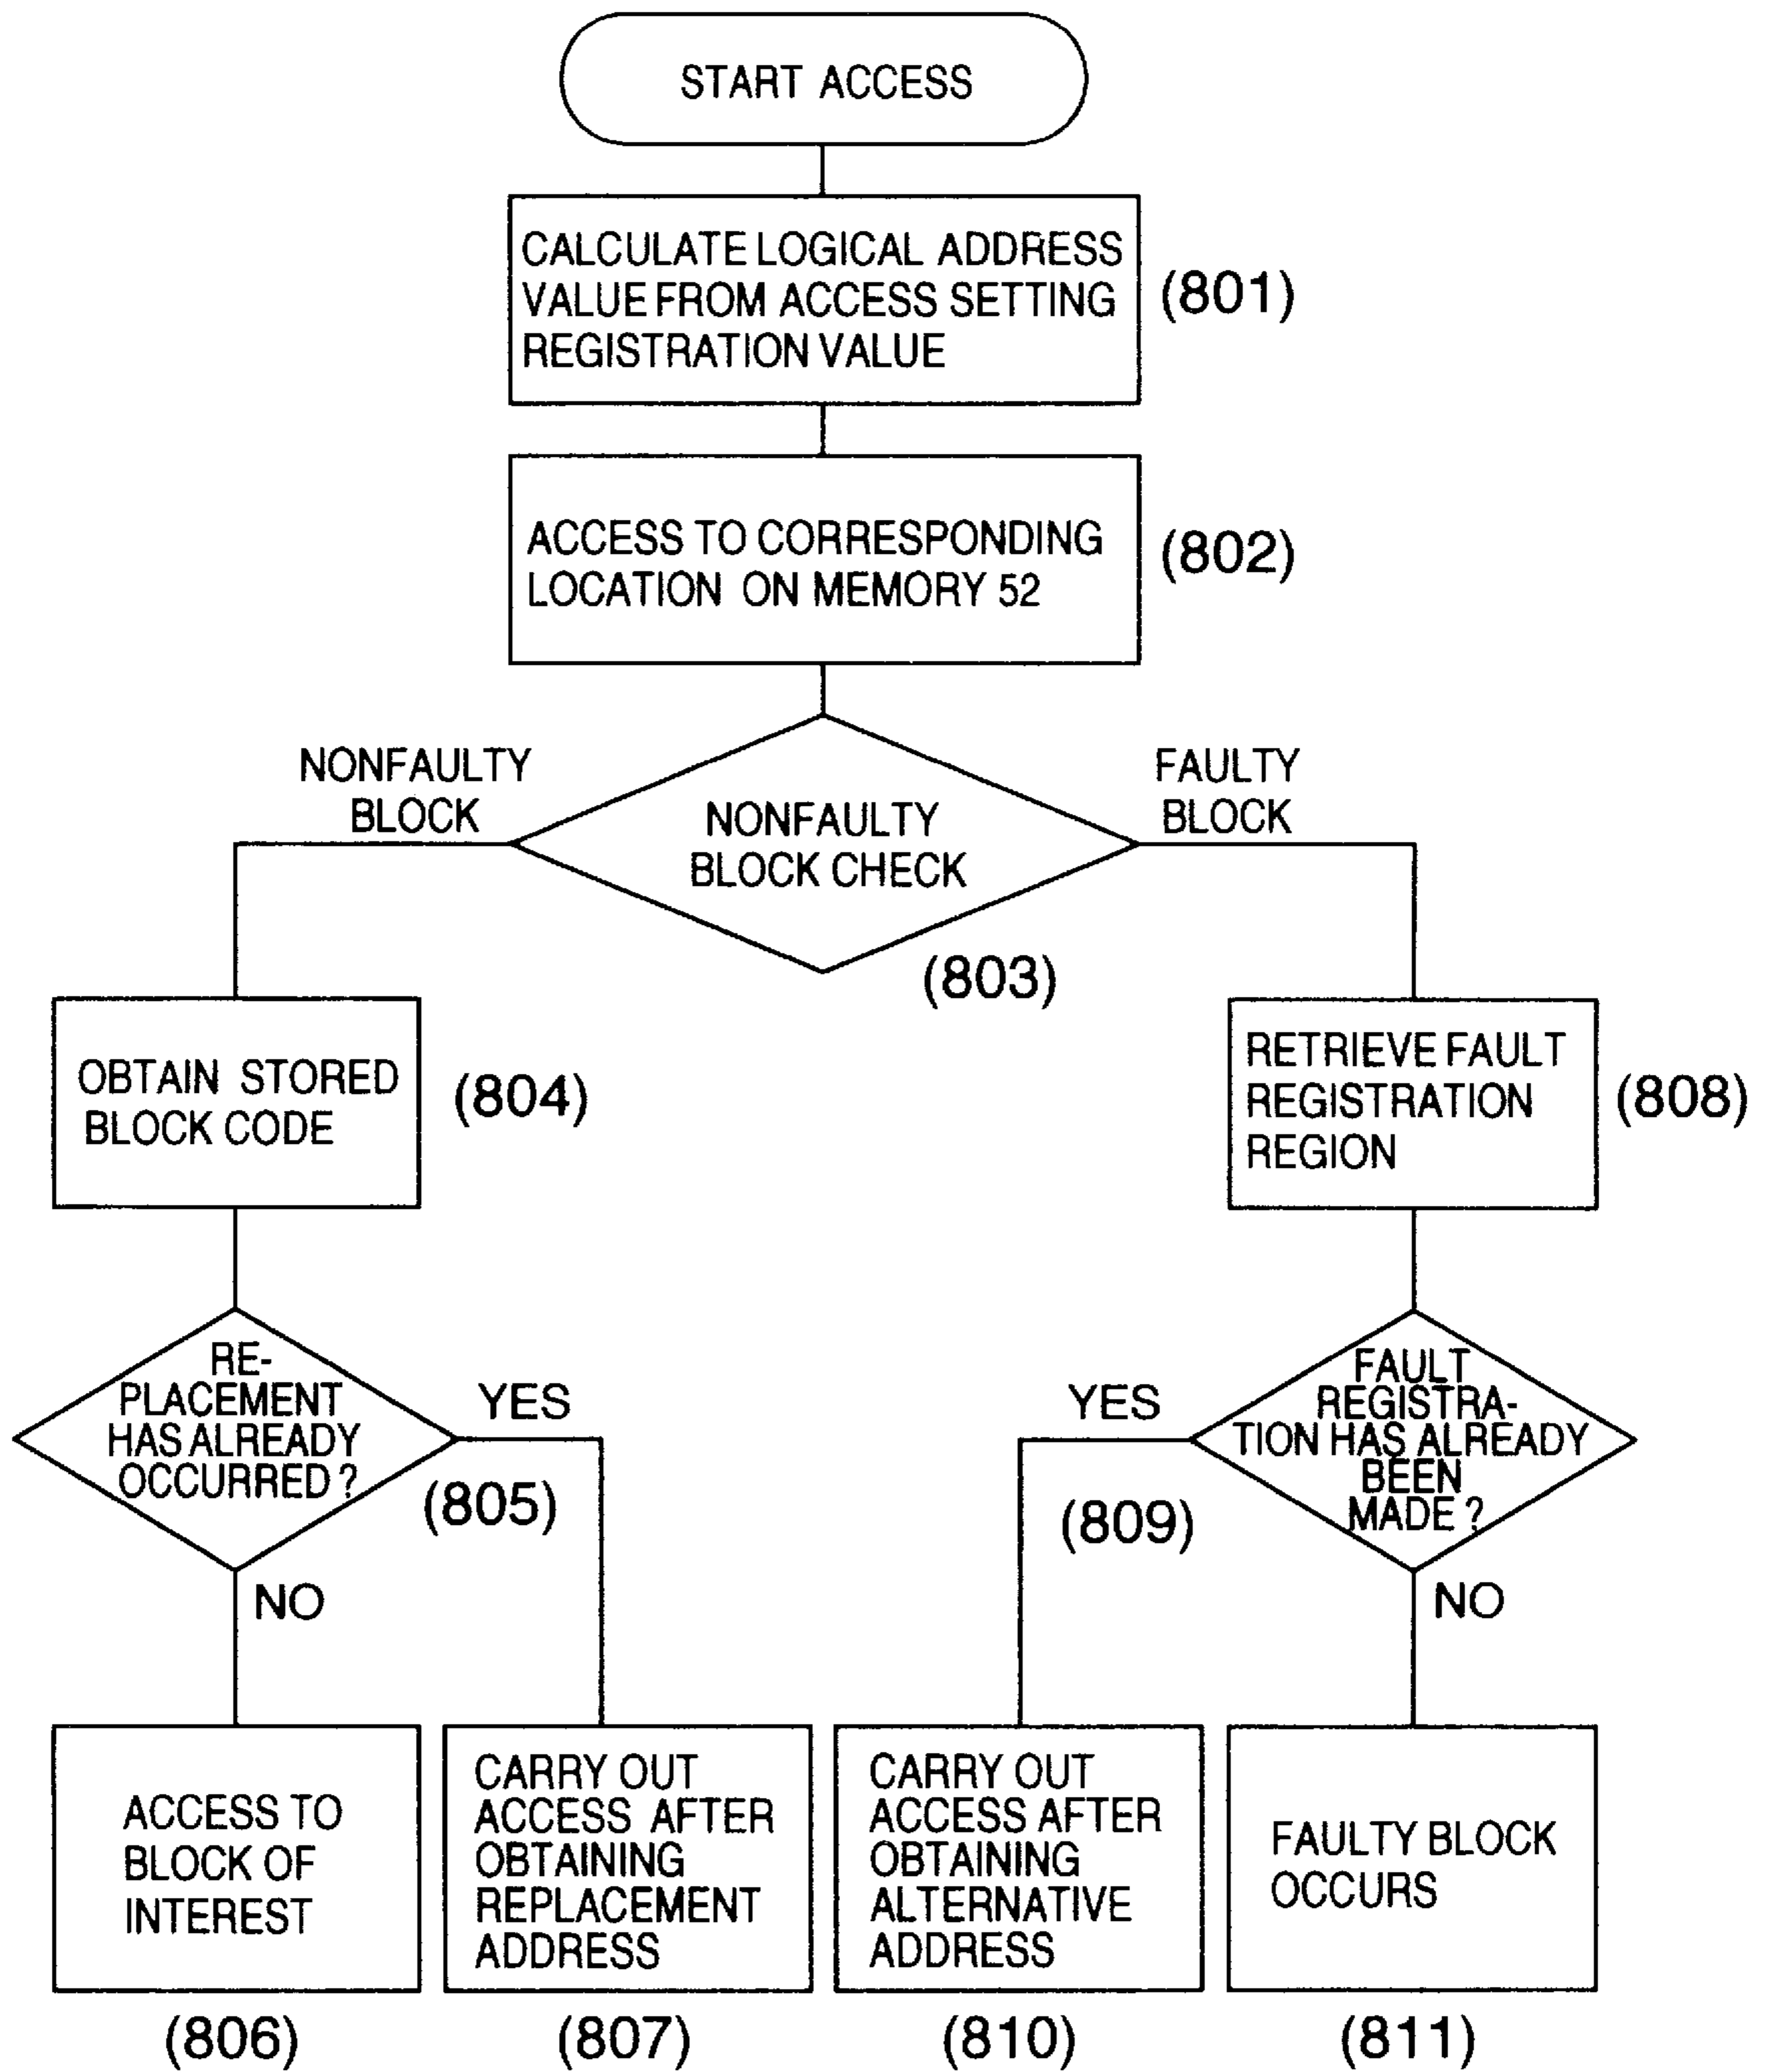 START ACCESS
CALCULATE LOGICAL ADDRESS
VALUE FROM ACCESS SETTING
REGISTRATION VALUE
(801)
ACCESS TO CORRESPONDING
LOCATION ON MEMORY 52
(802)
NONFAULTY
BLOCK
FAULTY
BLOCK
NONFAULTY
BLOCK CHECK
(803)
OBTAIN STORED
BLOCK CODE
(804)
RETRIEVE FAULT
REGISTRATION
REGION
(808)
RE-
PLACEMENT
HAS ALREADY
OCCURRED ?
YES
(805)
NO
YES
(809)
FAULT
REGISTRA-
TION HAS ALREADY
BEEN
MADE ?
NO
ACCESS TO
BLOCK OF
INTEREST
(806)
CARRY OUT
ACCESS AFTER
OBTAINING
REPLACEMENT
ADDRESS
(807)
CARRY OUT
ACCESS AFTER
OBTAINING
ALTERNATIVE
ADDRESS
(810)
FAULTY BLOCK
OCCURS
(811)